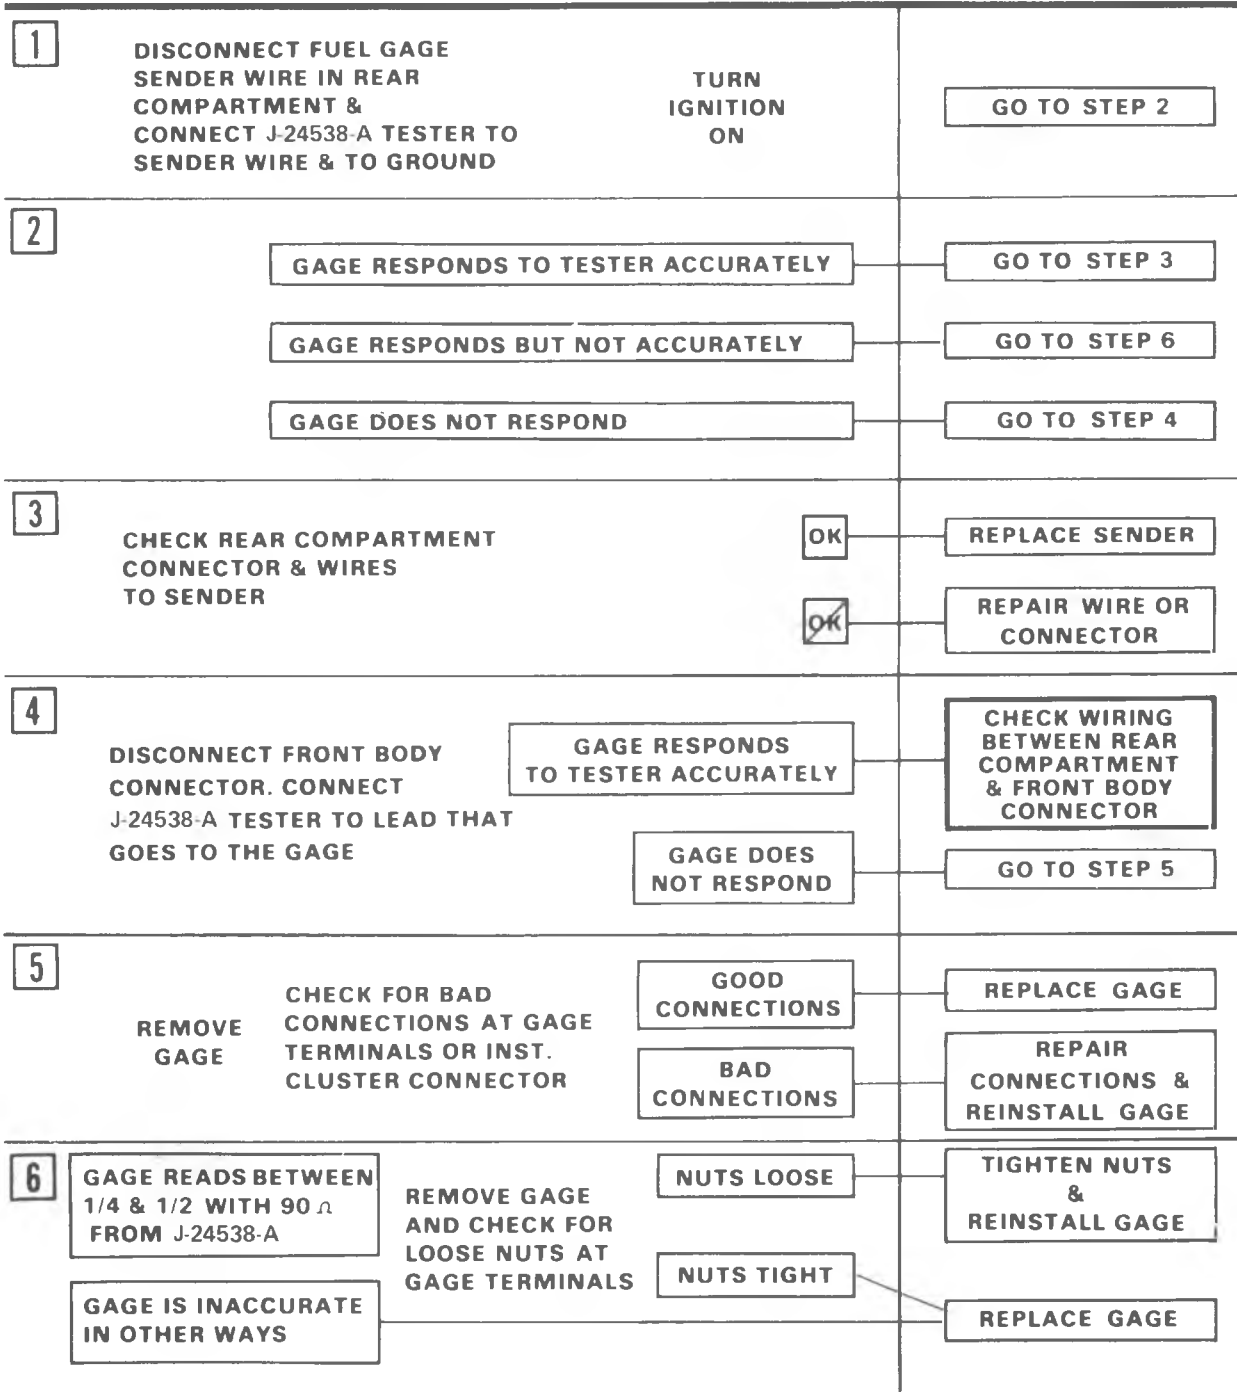 1
DISCONNECT FUEL GAGE
SENDER WIRE IN REAR
COMPARTMENT &
CONNECT J-24538-A TESTER TO
SENDER WIRE & TO GROUND
TURN
IGNITION
ON
GO TO STEP 2
2
GAGE RESPONDS TO TESTER ACCURATELY
GO TO STEP 3
GAGE RESPONDS BUT NOT ACCURATELY
GO TO STEP 6
GAGE DOES NOT RESPOND
GO TO STEP 4
3
CHECK REAR COMPARTMENT
CONNECTOR & WIRES
TO SENDER
OK
REPLACE SENDER
OK
REPAIR WIRE OR
CONNECTOR
4
DISCONNECT FRONT BODY
CONNECTOR. CONNECT
J-24538-A TESTER TO LEAD THAT
GOES TO THE GAGE
GAGE RESPONDS
TO TESTER ACCURATELY
CHECK WIRING
BETWEEN REAR
COMPARTMENT
& FRONT BODY
CONNECTOR
GAGE DOES
NOT RESPOND
GO TO STEP 5
5
REMOVE
GAGE
CHECK FOR BAD
CONNECTIONS AT GAGE
TERMINALS OR INST.
CLUSTER CONNECTOR
GOOD
CONNECTIONS
REPLACE GAGE
BAD
CONNECTIONS
REPAIR
CONNECTIONS &
REINSTALL GAGE
6
GAGE READS BETWEEN
1/4 & 1/2 WITH 90 Ω
FROM J-24538-A
REMOVE GAGE
AND CHECK FOR
LOOSE NUTS AT
GAGE TERMINALS
NUTS LOOSE
TIGHTEN NUTS
&
REINSTALL GAGE
NUTS TIGHT
GAGE IS INACCURATE
IN OTHER WAYS
REPLACE GAGE